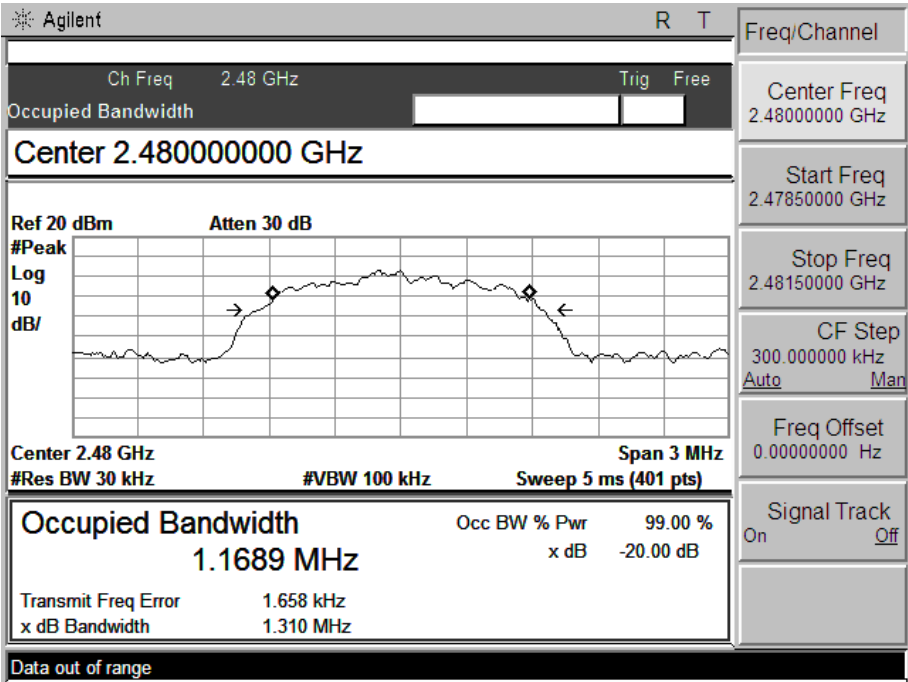 Agilent R T
Ch Freq 2.48 GHz Trig Free
Occupied Bandwidth
Center 2.480000000 GHz
Ref 20 dBm Atten 30 dB
#Peak
Log
10
dB/
Center 2.48 GHz Span 3 MHz
#Res BW 30 kHz #VBW 100 kHz Sweep 5 ms (401 pts)
Occupied Bandwidth
1.1689 MHz
Occ BW % Pwr 99.00 %
x dB -20.00 dB
Transmit Freq Error 1.658 kHz
x dB Bandwidth 1.310 MHz
Data out of range
Freq/Channel
Center Freq
2.48000000 GHz
Start Freq
2.47850000 GHz
Stop Freq
2.48150000 GHz
CF Step
300.000000 kHz
Auto Man
Freq Offset
0.00000000 Hz
Signal Track
On Off